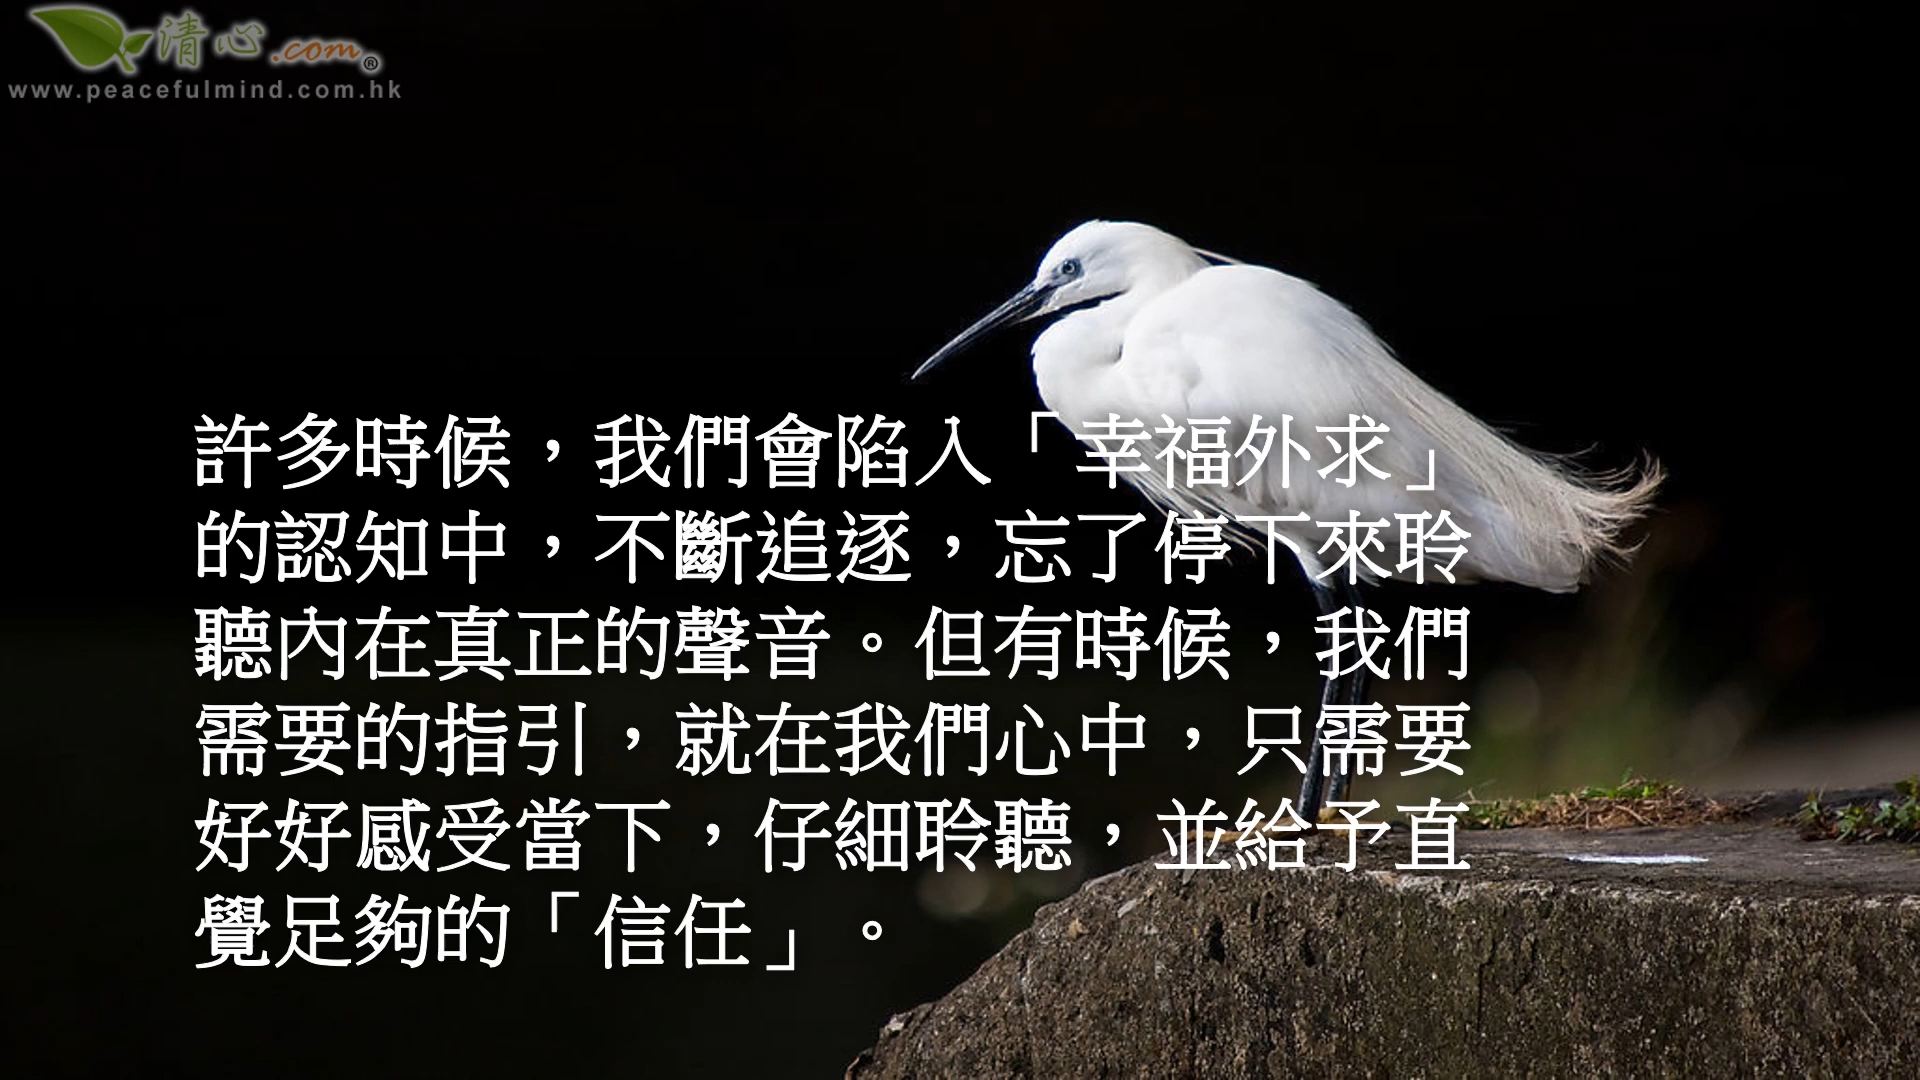 清心.com®
www.peacefulmind.com.hk
許多時候，我們會陷入「幸福外求」
的認知中，不斷追逐，忘了停下來聆
聽內在真正的聲音。但有時候，我們
需要的指引，就在我們心中，只需要
好好感受當下，仔細聆聽，並給予直
覺足夠的「信任」。